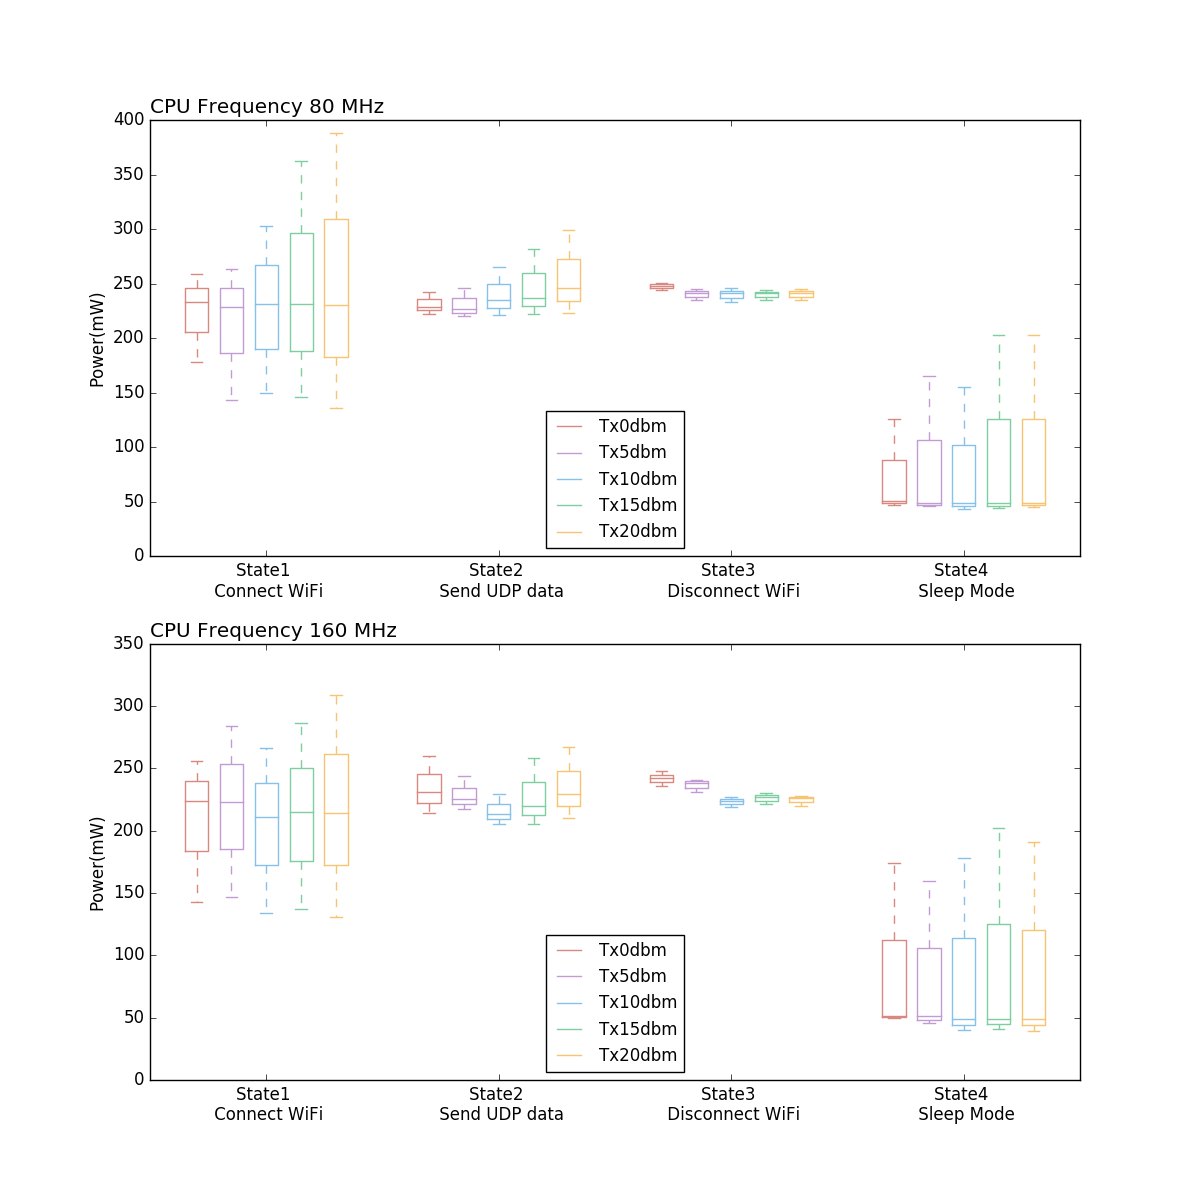 CPU Frequency 80 MHz
400
350
300
250
200
150
100
50
0
Power(mW)
Tx0dbm
Tx5dbm
Tx10dbm
Tx15dbm
Tx20dbm
State1 State2 State3 State4
Connect WiFi Send UDP data Disconnect WiFi Sleep Mode
CPU Frequency 160 MHz
350
300
250
200
150
100
50
0
Power(mW)
Tx0dbm
Tx5dbm
Tx10dbm
Tx15dbm
Tx20dbm
State1 State2 State3 State4
Connect WiFi Send UDP data Disconnect WiFi Sleep Mode